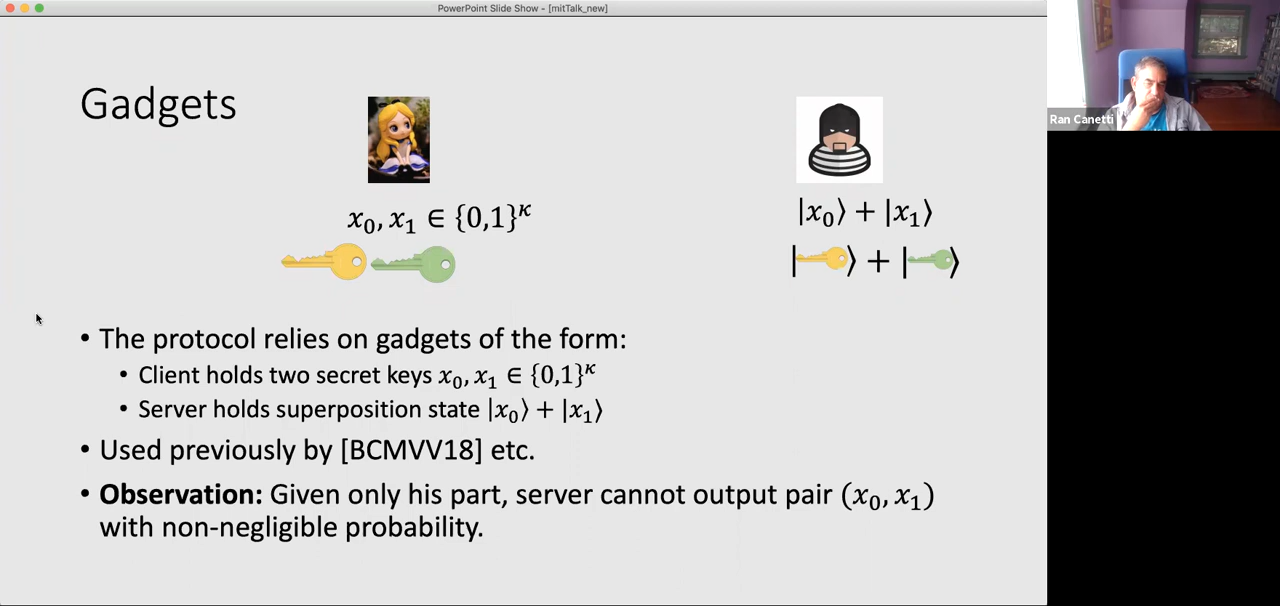 PowerPoint Slide Show - [mitTalk_new]
Gadgets
x₀, x₁ ∈ {0,1}^κ
|x₀⟩ + |x₁⟩
| ⟩ + | ⟩
Ran Canetti
• The protocol relies on gadgets of the form:
• Client holds two secret keys x₀, x₁ ∈ {0,1}^κ
• Server holds superposition state |x₀⟩ + |x₁⟩
• Used previously by [BCMVV18] etc.
• Observation: Given only his part, server cannot output pair (x₀, x₁)
with non-negligible probability.